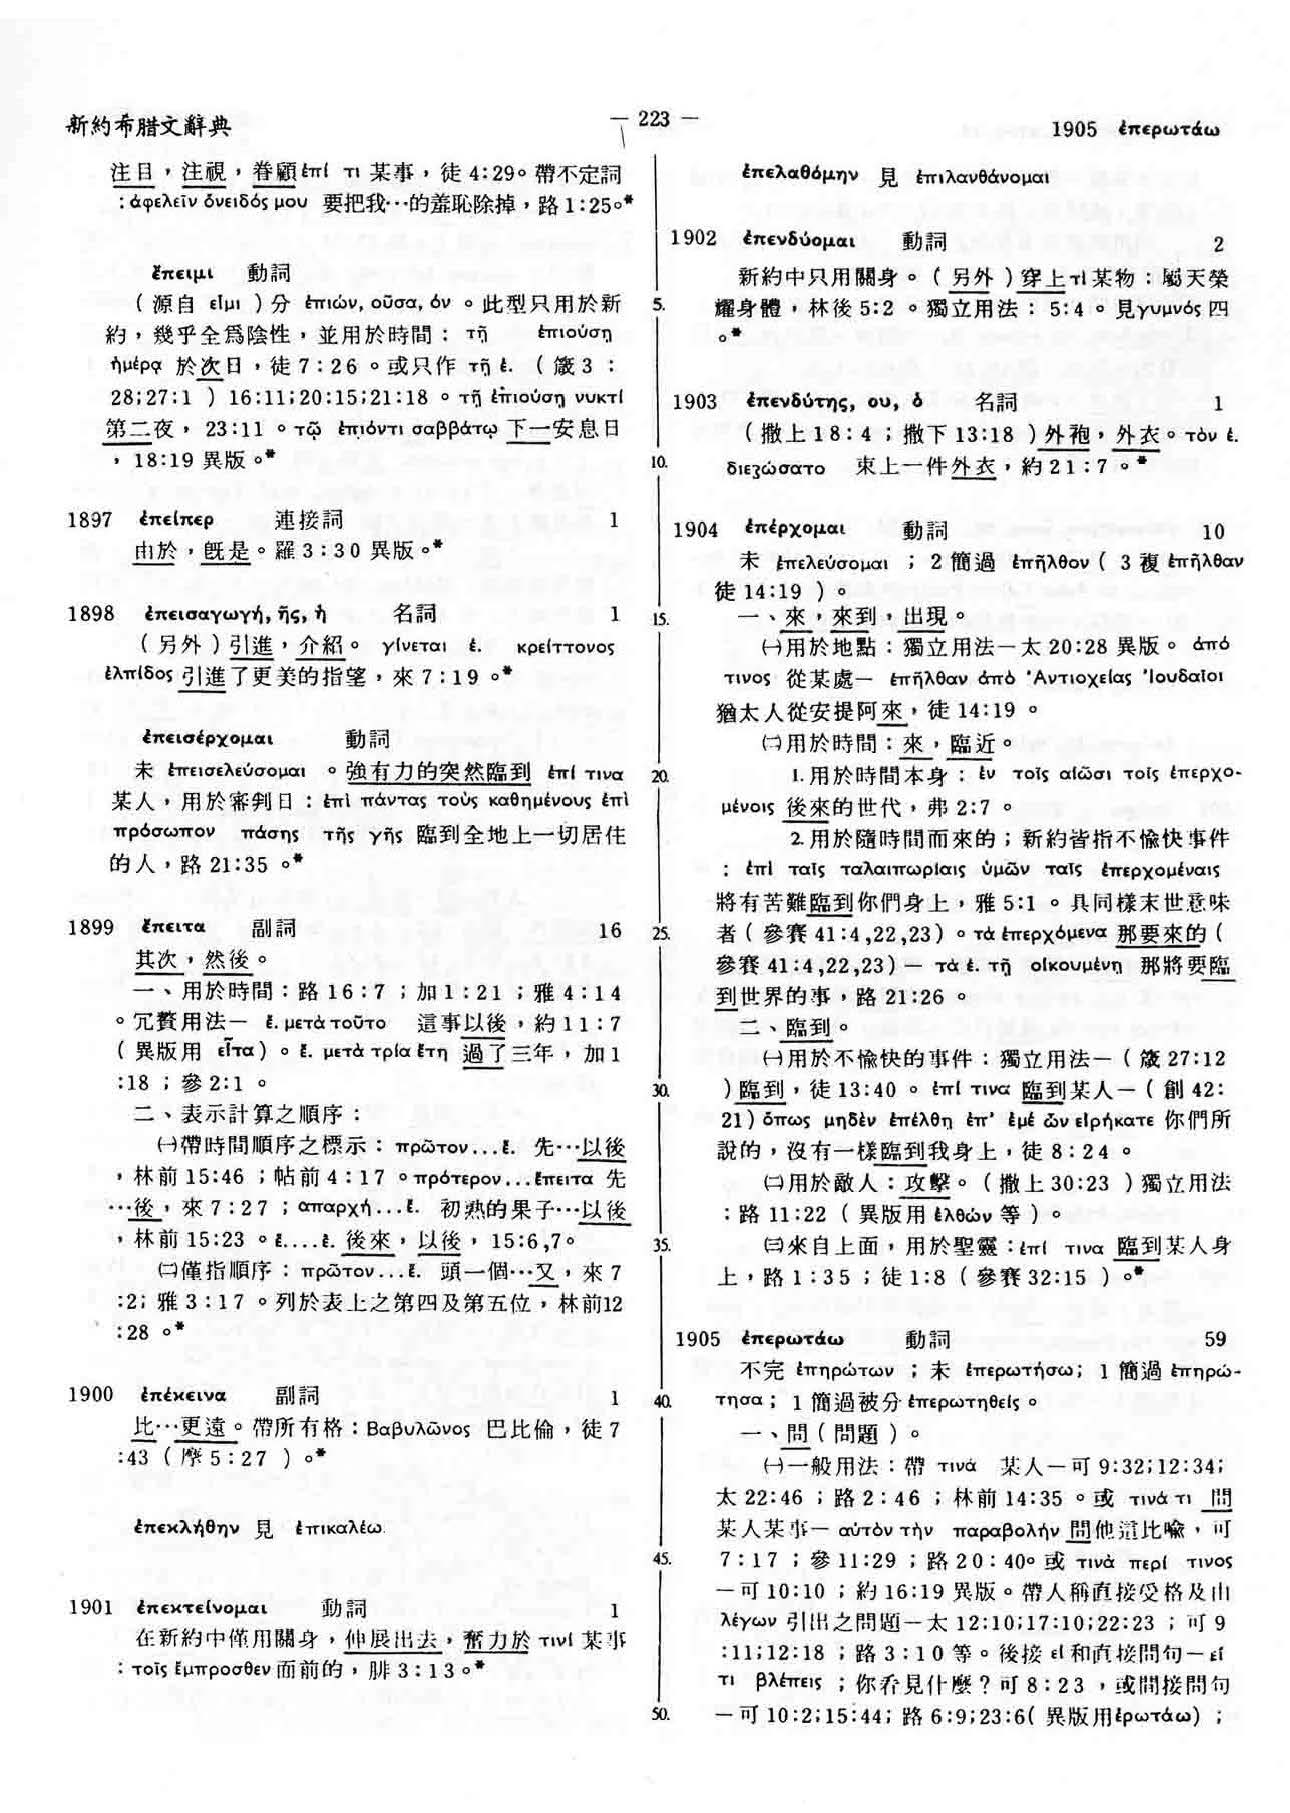 新約希腊文辭典
— 223 —
1905 ἐπερωτάω
注目，注視，眷顧ἐπί τι 某事，徒 4:29。帶不定詞
:ἀφελεῖν ὀνειδός μου 要把我…的羞恥除掉，路 1:25。*
ἔπειμι 動詞
(源自 εἶμι )分 ἐπιών, οῦσα, όν 。此型只用於新
約，幾乎全爲陰性，並用於時間: τῇ ἐπιούσῃ
ἡμέρᾳ 於次日，徒 7:26 。或只作 τῇ ἐ. ( 箴 3 :
28;27:1 ) 16:11;20:15;21:18 。τῇ ἐπιούσῃ νυκτί
第二夜， 23:11 。τῷ ἐπιόντι σαββάτῳ 下一安息日
，18:19 異版。*
1897 ἐπείπερ 連接詞 1
由於，旣是。羅 3:30 異版。*
1898 ἐπεισαγωγή, ῆς, ἡ 名詞 1
(另外)引進，介紹。 γίνεται ἐ. κρείττονος
ἐλπίδος 引進了更美的指望，來 7:19 。*
ἐπεισέρχομαι 動詞
未 ἐπεισελεύσομαι 。強有力的突然臨到 ἐπί τινα
某人，用於審判日: ἐπὶ πάντας τοὺς καθημένους ἐπὶ
πρόσωπον πάσης τῆς γῆς 臨到全地上一切居住
的人，路 21:35 。*
1899 ἔπειτα 副詞 16
其次，然後。
一、用於時間:路 16:7 ;加 1:21 ;雅 4:14
。冗贅用法— ἔ. μετὰ τοῦτο 這事以後，約 11:7
(異版用 εἶτα)。ἔ. μετὰ τρία ἔτη 過了三年，加 1
:18 ;參 2:1 。
二、表示計算之順序:
㈠帶時間順序之標示: πρῶτον...ἔ. 先…以後
，林前 15:46 ;帖前 4:17 。πρότερον...ἔπειτα 先
…後，來 7:27 ; ἀπαρχή...ἔ. 初熟的果子…以後
，林前 15:23 。ἔ....ἔ. 後來，以後， 15:6,7。
㈡僅指順序: πρῶτον...ἔ. 頭一個…又，來 7
:2; 雅 3:17 。列於表上之第四及第五位，林前12
:28 。*
1900 ἐπέκεινα 副詞 1
比…更遠。帶所有格: Βαβυλῶνος 巴比倫，徒 7
:43 (摩 5:27 )。*
ἐπεκλήθην 見 ἐπικαλέω.
1901 ἐπεκτείνομαι 動詞 1
在新約中僅用關身，伸展出去，奮力於 τινί 某事
: τοῖς ἔμπροσθεν 面前的，腓 3:13。*
5.
10.
15.
20.
25.
30.
35.
40.
45.
50.
ἐπελαθόμην 見 ἐπιλανθάνομαι
1902 ἐπενδύομαι 動詞 2
新約中只用關身。(另外)穿上τί某物:屬天榮
耀身體，林後 5:2 。獨立用法: 5:4。見γυμνός 四
。*
1903 ἐπενδύτης, ου, ὁ 名詞 1
(撒上 18:4 ;撒下 13:18 )外袍，外衣。τὸν ἐ.
διεζώσατο 束上一件外衣，約 21:7 。*
1904 ἐπέρχομαι 動詞 10
未 ἐπελεύσομαι ; 2 簡過 ἐπῆλθον ( 3 複 ἐπῆλθαν
徒 14:19 )。
一、來，來到，出現。
㈠用於地點:獨立用法—太 20:28 異版。 ἀπό
τινος 從某處— ἐπῆλθαν ἀπὸ Ἀντιοχείας Ἰουδαῖοι
猶太人從安提阿來，徒 14:19 。
㈡用於時間:來，臨近。
1. 用於時間本身: ἐν τοῖς αἰῶσι τοῖς ἐπερχο-
μένοις 後來的世代，弗 2:7 。
2. 用於隨時間而來的;新約皆指不愉快事件
: ἐπὶ ταῖς ταλαιπωρίαις ὑμῶν ταῖς ἐπερχομέναις
將有苦難臨到你們身上，雅 5:1 。具同樣末世意味
者(參賽 41:4,22,23)。τὰ ἐπερχόμενα 那要來的(
參賽 41:4,22,23)— τὰ ἐ. τῇ οἰκουμένῃ 那將要臨
到世界的事，路 21:26 。
二、臨到。
㈠用於不愉快的事件:獨立用法—(箴 27:12
)臨到，徒 13:40 。 ἐπί τινα 臨到某人—(創 42:
21) ὅπως μηδὲν ἐπέλθῃ ἐπ' ἐμέ ὧν εἰρήκατε 你們所
說的，沒有一樣臨到我身上，徒 8:24 。
㈡用於敵人:攻擊。(撒上 30:23 )獨立用法
:路 11:22 (異版用 ἐλθών 等)。
㈢來自上面，用於聖靈: ἐπί τινα 臨到某人身
上，路 1:35 ;徒 1:8 (參賽 32:15 )。*
1905 ἐπερωτάω 動詞 59
不完 ἐπηρώτων ; 未 ἐπερωτήσω; 1 簡過 ἐπηρώ-
τησα; 1 簡過被分 ἐπερωτηθείς 。
一、問(問題)。
㈠一般用法:帶 τινά 某人—可 9:32;12:34;
太 22:46 ;路 2:46 ;林前 14:35 。或 τινά τι 問
某人某事— αὐτὸν τὴν παραβολήν 問他這比喻，可
7:17 ;參 11:29 ;路 20:40。或 τινὰ περί τινος
—可 10:10 ;約 16:19 異版。帶人稱直接受格及由
λέγων 引出之問題—太 12:10;17:10;22:23 ;可 9
:11;12:18 ;路 3:10 等。後接 εἰ 和直接問句— εἴ
τι βλέπεις ;你看見什麼?可 8:23 ，或間接問句
—可 10:2;15:44; 路 6:9;23:6( 異版用ἐρωτάω) ;